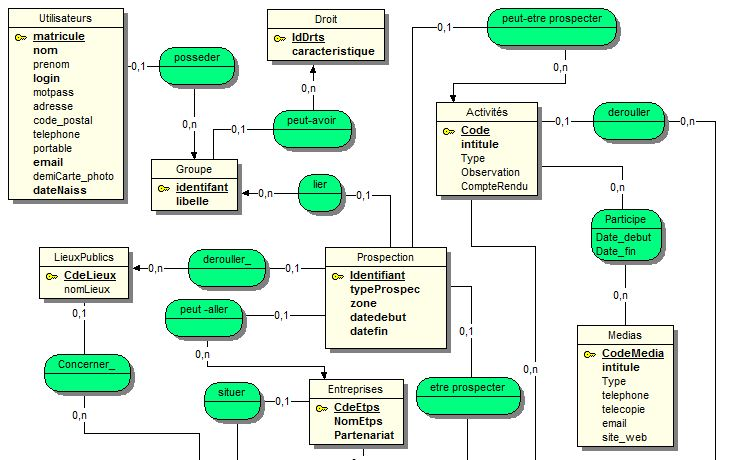 Utilisateurs
matricule
nom
prenom
login
motpass
adresse
code_postal
telephone
portable
email
demiCarte_photo
dateNaiss
-0,1
posseder
0,n
Droit
IdDrts
caracteristique
0,n
peut-avoir
0,1
Groupe
identifant
libelle
0,n
lier
0,1
0,1
peut-etre prospecter
0,n
Activités
Code
intitule
Type
Observation
CompteRendu
0,1
derouller
0,n
0,n
Participe
Date_debut
Date_fin
0,n
Medias
CodeMedia
intitule
Type
telephone
telecopie
email
site_web
LieuxPublics
CdeLieux
nomLieux
0,n
derouller_
0,1
Prospection
Identifiant
typeProspec
zone
datedebut
datefin
peut -aller
0,1
0,n
0,1
Concerner_
0,n
situer
0,1
Entreprises
CdeEtps
NomEtps
Partenariat
0,1
etre prospecter
0,n